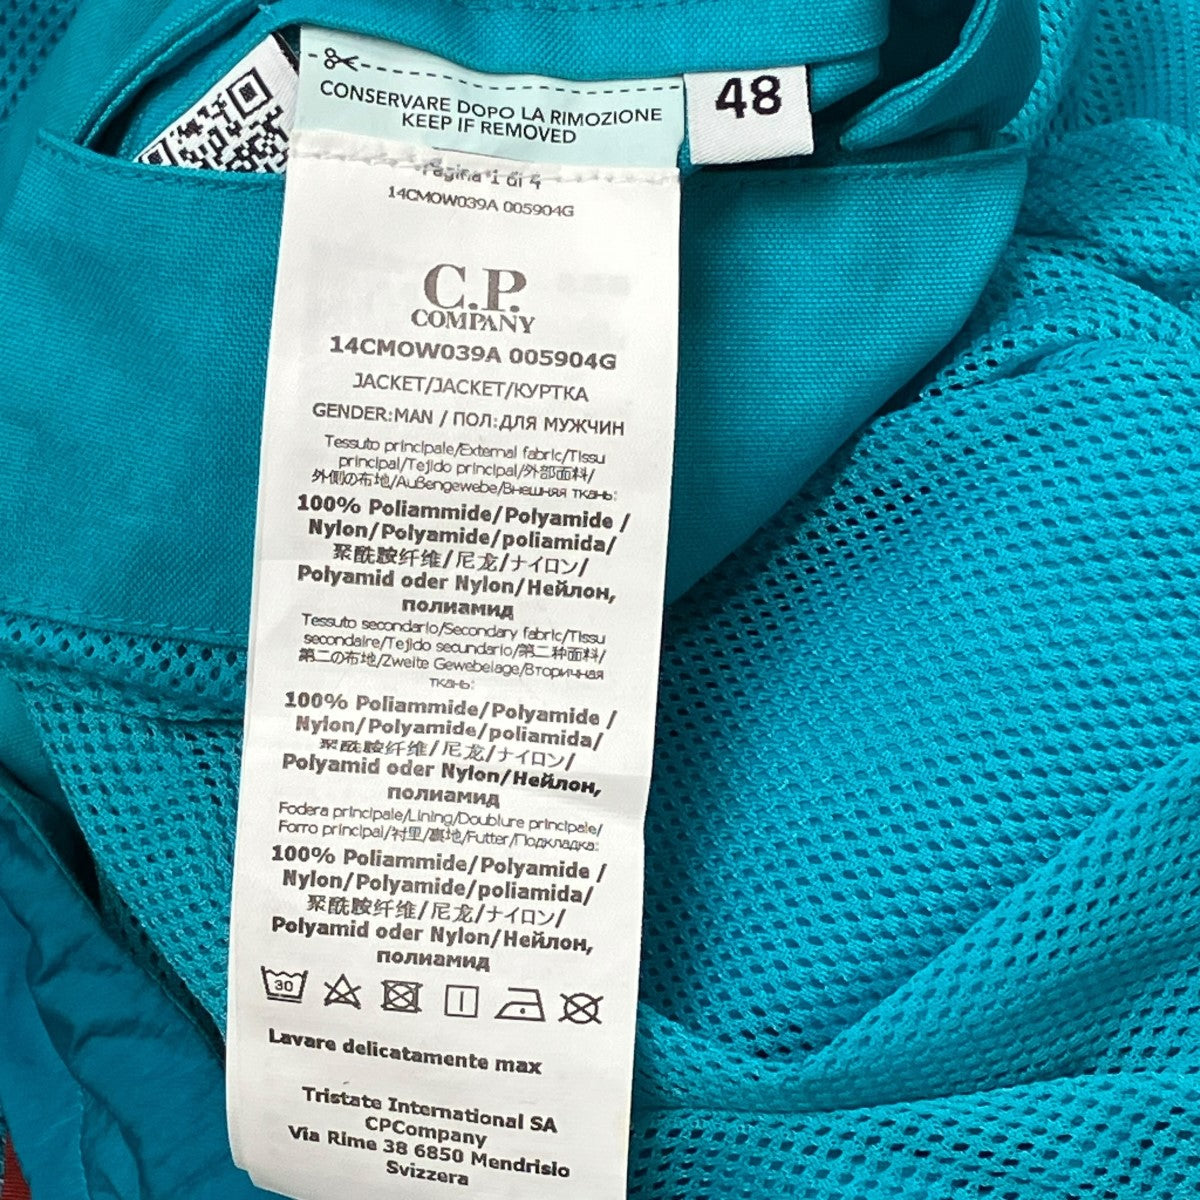 CONSERVARE DOPO LA RIMOZIONE
KEEP IF REMOVED
48
Pagina 1 di 4
14CMOW039A 005904G
C.P.
COMPANY
14CMOW039A 005904G
JACKET/JACKET/КУРТКА
GENDER:MAN / ПОЛ:ДЛЯ МУЖЧИН
Tessuto principale/External fabric/Tissu
principal/Tejido principal/外部面料/
外側の布地/Außengewebe/Внешняя ткань:
100% Poliammide/Polyamide /
Nylon/Polyamide/poliamida/
聚酰胺纤维/尼龙/ナイロン/
Polyamid oder Nylon/Нейлон,
полиамид
Tessuto secondario/Secondary fabric/Tissu
secondaire/Tejido secundario/第二种面料/
第二の布地/Zweite Gewebelage/Вторичная
ткань:
100% Poliammide/Polyamide /
Nylon/Polyamide/poliamida/
聚酰胺纤维/尼龙/ナイロン/
Polyamid oder Nylon/Нейлон,
полиамид
Fodera principale/Lining/Doublure principale/
Forro principal/衬里/裏地/Futter/Подкладка:
100% Poliammide/Polyamide /
Nylon/Polyamide/poliamida/
聚酰胺纤维/尼龙/ナイロン/
Polyamid oder Nylon/Нейлон,
полиамид
30
Lavare delicatamente max
Tristate International SA
CPCompany
Via Rime 38 6850 Mendrisio
Svizzera